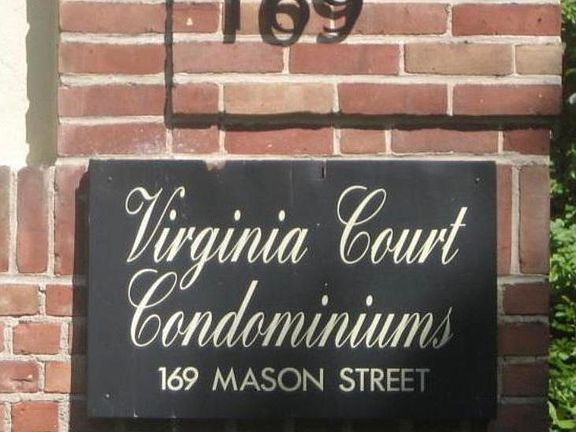 169
Virginia Court
Condominiums
169 MASON STREET